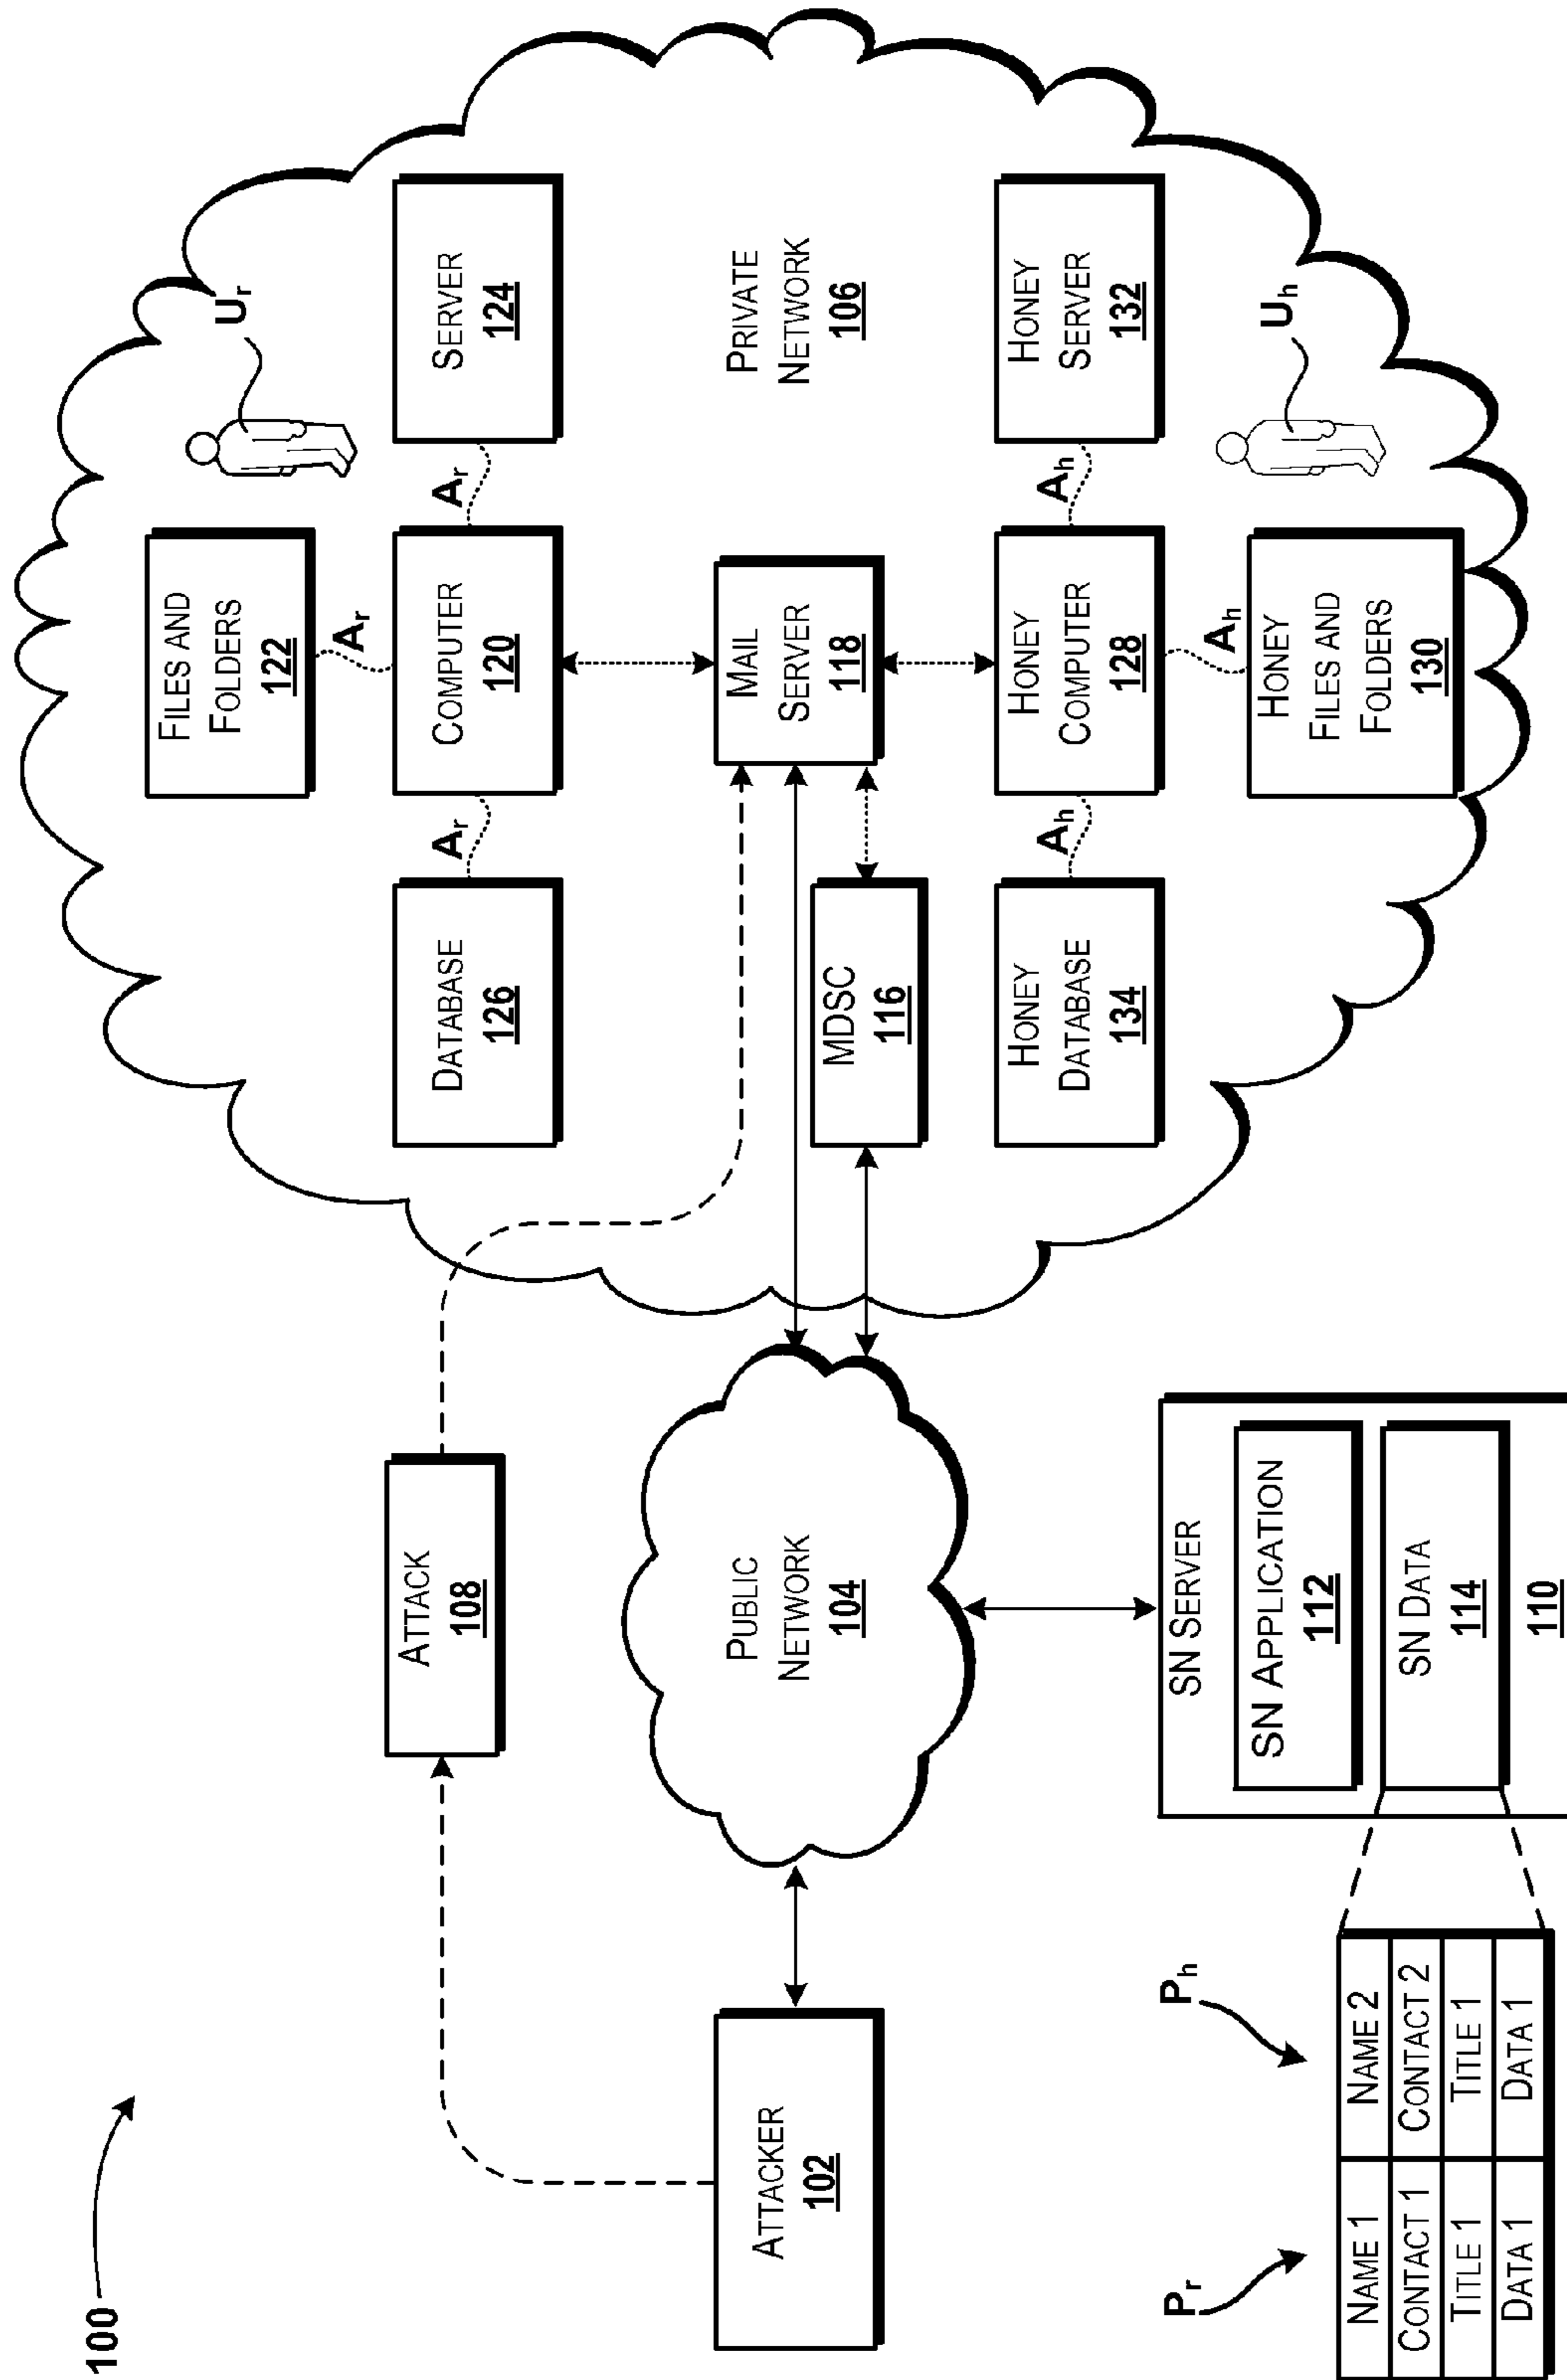 100
ATTACKER
102
ATTACK
108
PUBLIC
NETWORK
104
SN SERVER
SN APPLICATION
112
SN DATA
114
110
Pr
Ph
NAME 1
NAME 2
CONTACT 1
CONTACT 2
TITLE 1
TITLE 1
DATA 1
DATA 1
FILES AND
FOLDERS
122
Ur
Ar
DATABASE
126
Ar
COMPUTER
120
Ar
SERVER
124
MAIL
SERVER
118
PRIVATE
NETWORK
106
MDSC
116
HONEY
DATABASE
134
Ah
HONEY
COMPUTER
128
Ah
HONEY
SERVER
132
Ah
Uh
HONEY
FILES AND
FOLDERS
130